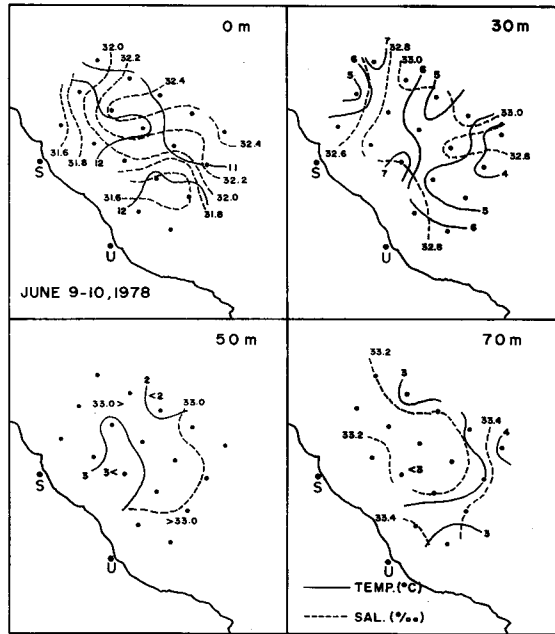 0 m
32.0
32.2
32.4
32.4
31.6
31.8
12
11
32.2
32.0
31.8
31.6
12
S
U
JUNE 9-10, 1978
30 m
7
32.8
6
33.0
6
5
5
33.0
32.6
32.8
4
7
5
6
32.8
S
U
50 m
2
<2
33.0>
33.0
3
3<
>33.0
S
U
70 m
33.2
3
33.4
4
33.2
<3
33.4
3
S
U
TEMP. (°C)
SAL. (°/••)